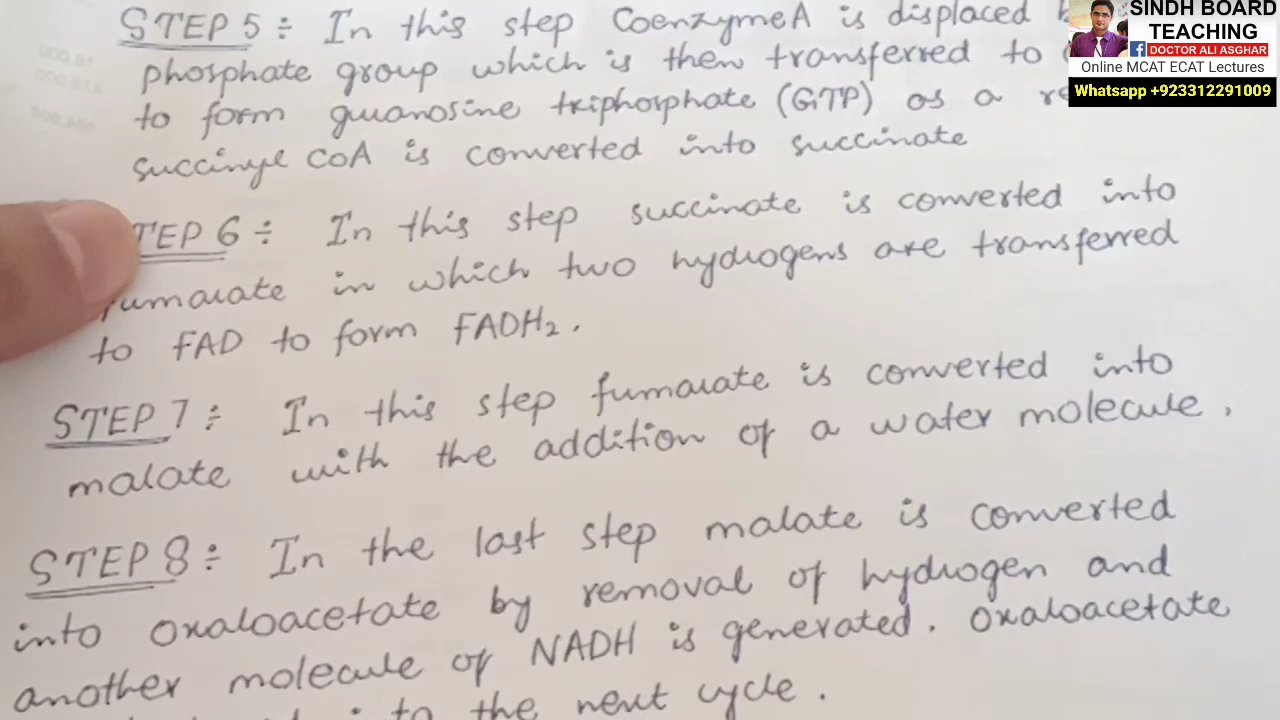 STEP 5 ÷ In this step CoenzymeA is displaced
phosphate group which is then transferred to
to form guanosine triphosphate (GTP) as a
succinyl CoA is converted into succinate
TEP 6 ÷ In this step succinate is converted into
fumarate in which two hydrogens are transferred
to FAD to form FADH₂.
STEP 7 ÷ In this step fumarate is converted into
malate with the addition of a water molecule.
STEP 8 ÷ In the last step malate is converted
into oxaloacetate by removal of hydrogen and
another molecule of NADH is generated. Oxaloacetate
the next cycle.
SINDH BOARD
TEACHING
f DOCTOR ALI ASGHAR
Online MCAT ECAT Lectures
Whatsapp +923312291009